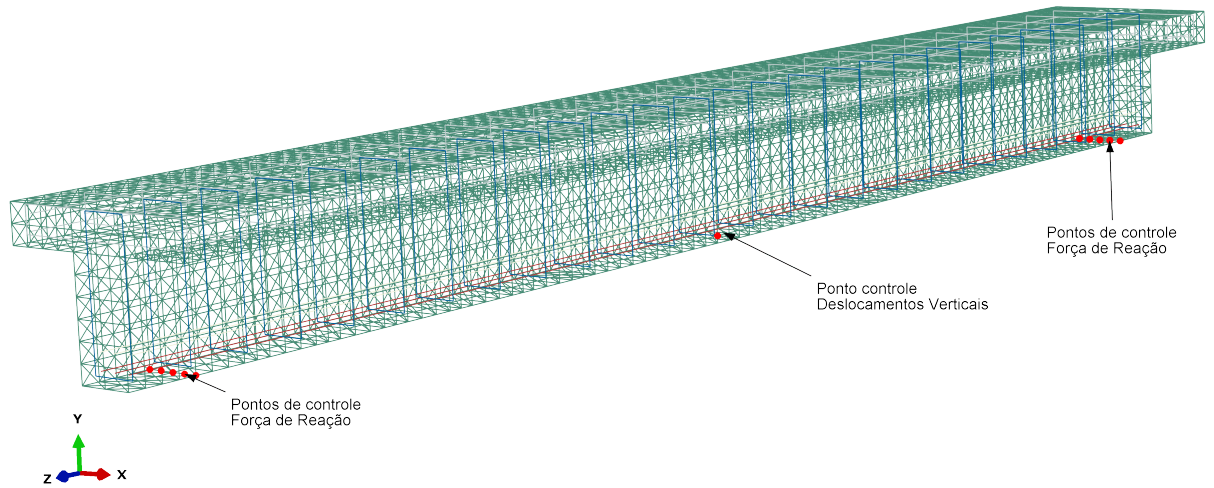 Pontos de controle
Força de Reação
Ponto controle
Deslocamentos Verticais
Pontos de controle
Força de Reação
Y
Z
X